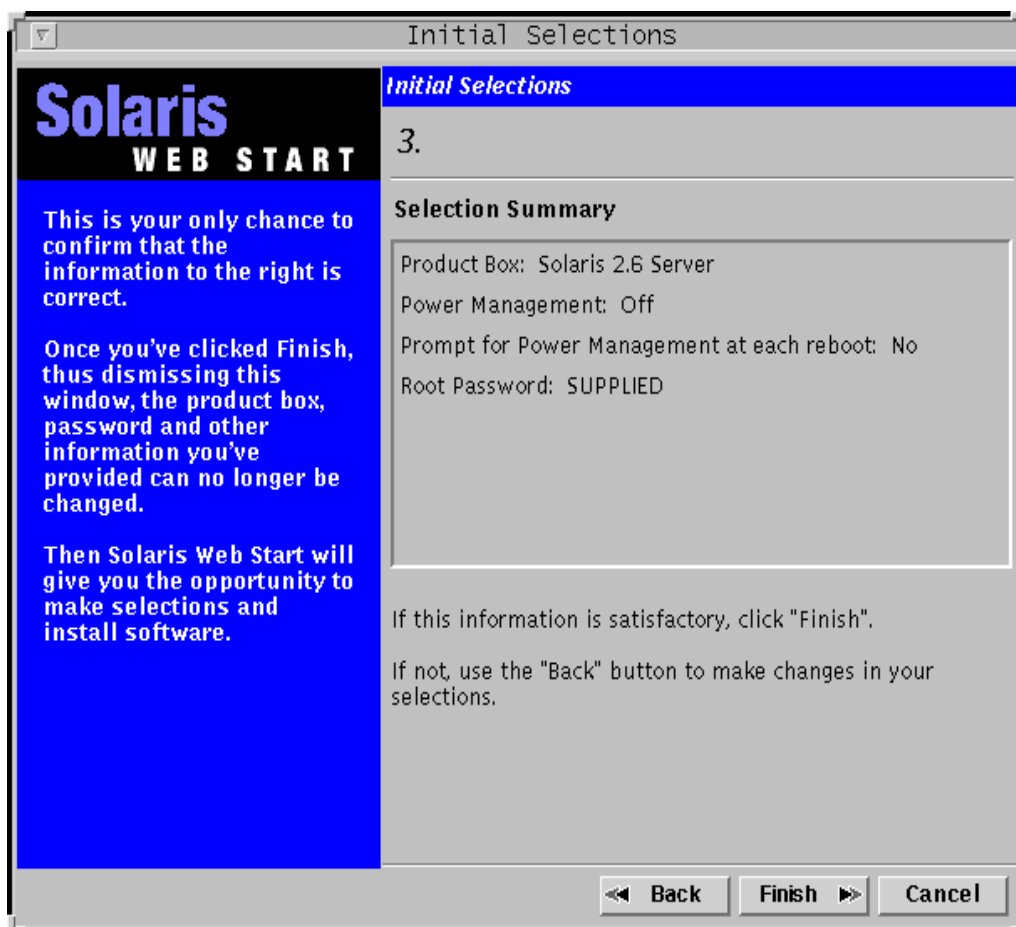 Initial Selections
Solaris
WEB START
Initial Selections
3.
This is your only chance to
confirm that the
information to the right is
correct.
Once you've clicked Finish,
thus dismissing this
window, the product box,
password and other
information you've
provided can no longer be
changed.
Then Solaris Web Start will
give you the opportunity to
make selections and
install software.
Selection Summary
Product Box: Solaris 2.6 Server
Power Management: Off
Prompt for Power Management at each reboot: No
Root Password: SUPPLIED
If this information is satisfactory, click "Finish".
If not, use the "Back" button to make changes in your
selections.
Back
Finish
Cancel